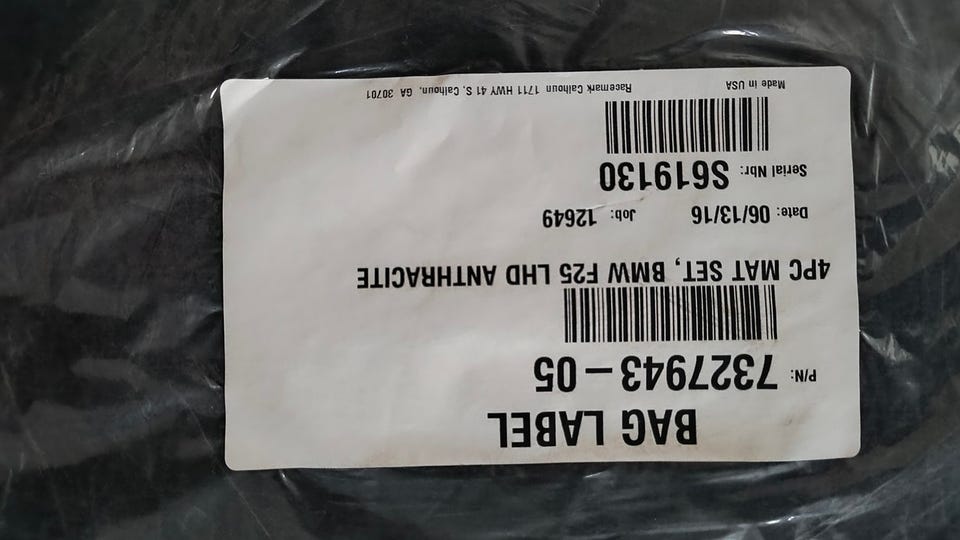 BAG LABEL
P/N: 7327943 - 05
4PC MAT SET, BMW F25 LHD ANTHRACITE
Date: 06/13/16 Job: 12649
Serial Nbr: S619130
Made in USA Racemark Calhoun 1711 HWY 41 S. Calhoun, GA 30701